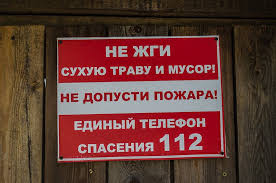 НЕ ЖГИ
СУХУЮ ТРАВУ И МУСОР!
НЕ ДОПУСТИ ПОЖАРА!
ЕДИНЫЙ ТЕЛЕФОН
СПАСЕНИЯ 112